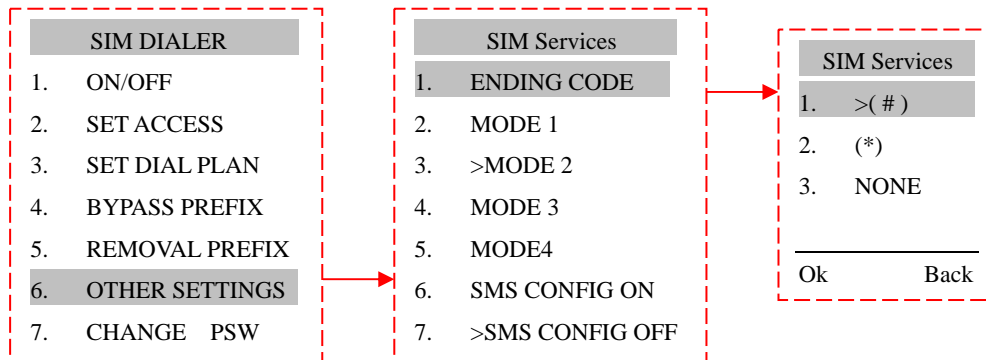 SIM DIALER
1. ON/OFF
2. SET ACCESS
3. SET DIAL PLAN
4. BYPASS PREFIX
5. REMOVAL PREFIX
6. OTHER SETTINGS
7. CHANGE PSW
SIM Services
1. ENDING CODE
2. MODE 1
3. >MODE 2
4. MODE 3
5. MODE4
6. SMS CONFIG ON
7. >SMS CONFIG OFF
SIM Services
1. >( # )
2. (*)
3. NONE
Ok Back